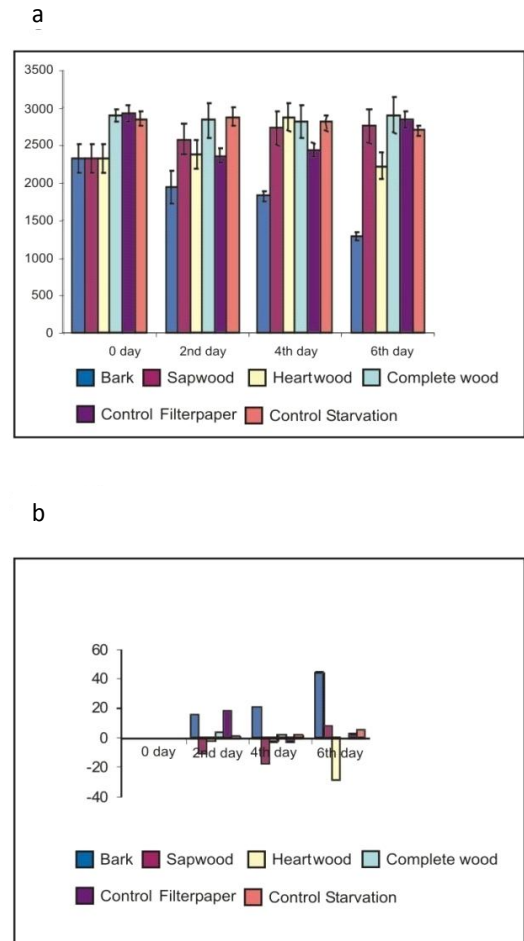 a
3500
3000
2500
2000
1500
1000
500
0
0 day 2nd day 4th day 6th day
Bark Sapwood Heartwood Complete wood
Control Filterpaper Control Starvation
b
60
40
20
0
-20
-40
0 day 2nd day 4th day 6th day
Bark Sapwood Heartwood Complete wood
Control Filterpaper Control Starvation